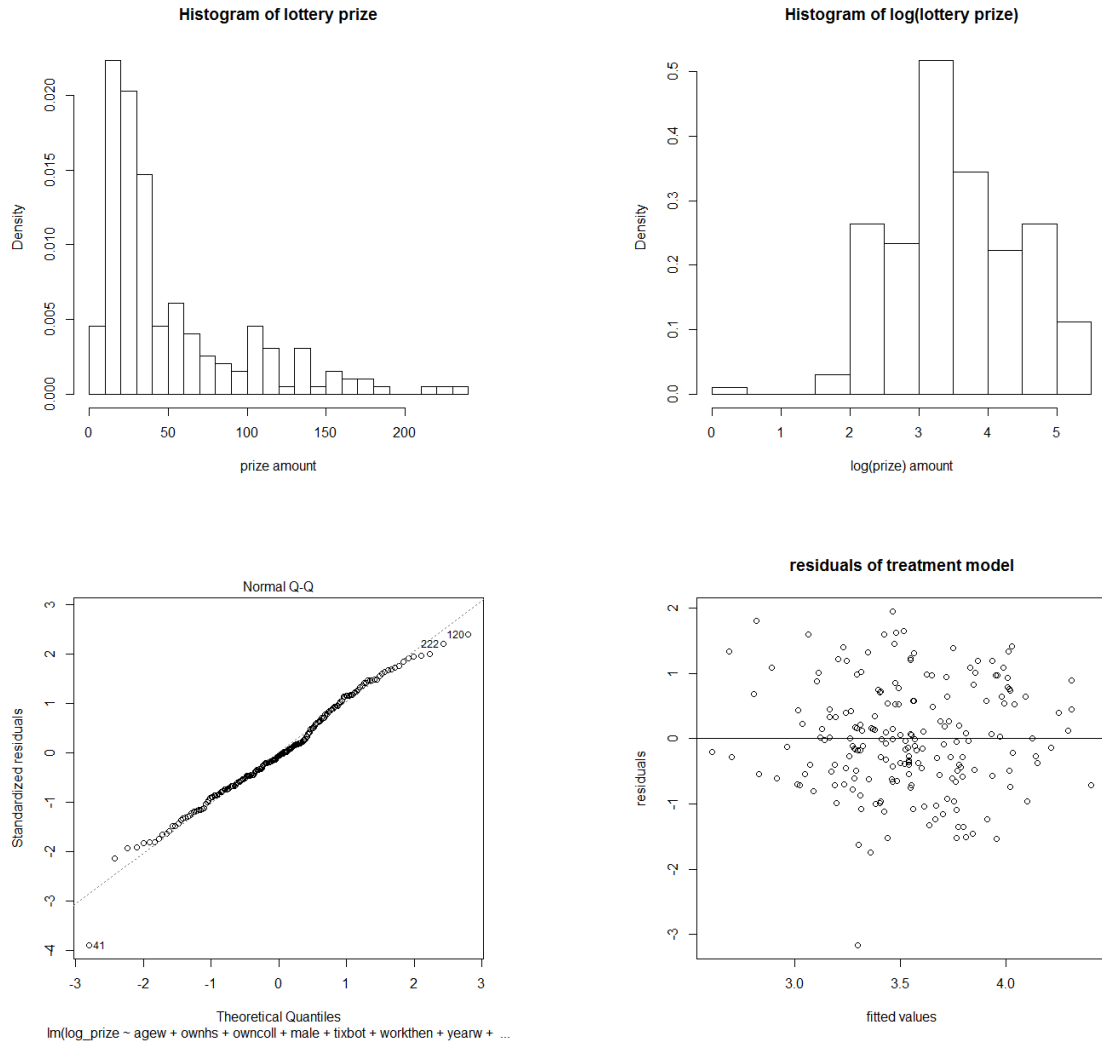 Histogram of lottery prize
Density
0.000 0.005 0.010 0.015 0.020
0 50 100 150 200
prize amount
Histogram of log(lottery prize)
Density
0.0 0.1 0.2 0.3 0.4 0.5
0 1 2 3 4 5
log(prize) amount
Normal Q-Q
Standardized residuals
-4 -3 -2 -1 0 1 2 3
120
222
41
-3 -2 -1 0 1 2 3
Theoretical Quantiles
lm(log_prize ~ agew + ownhs + owncoll + male + tixbot + workthen + yearw + ...
residuals of treatment model
residuals
-3 -2 -1 0 1 2
3.0 3.5 4.0
fitted values